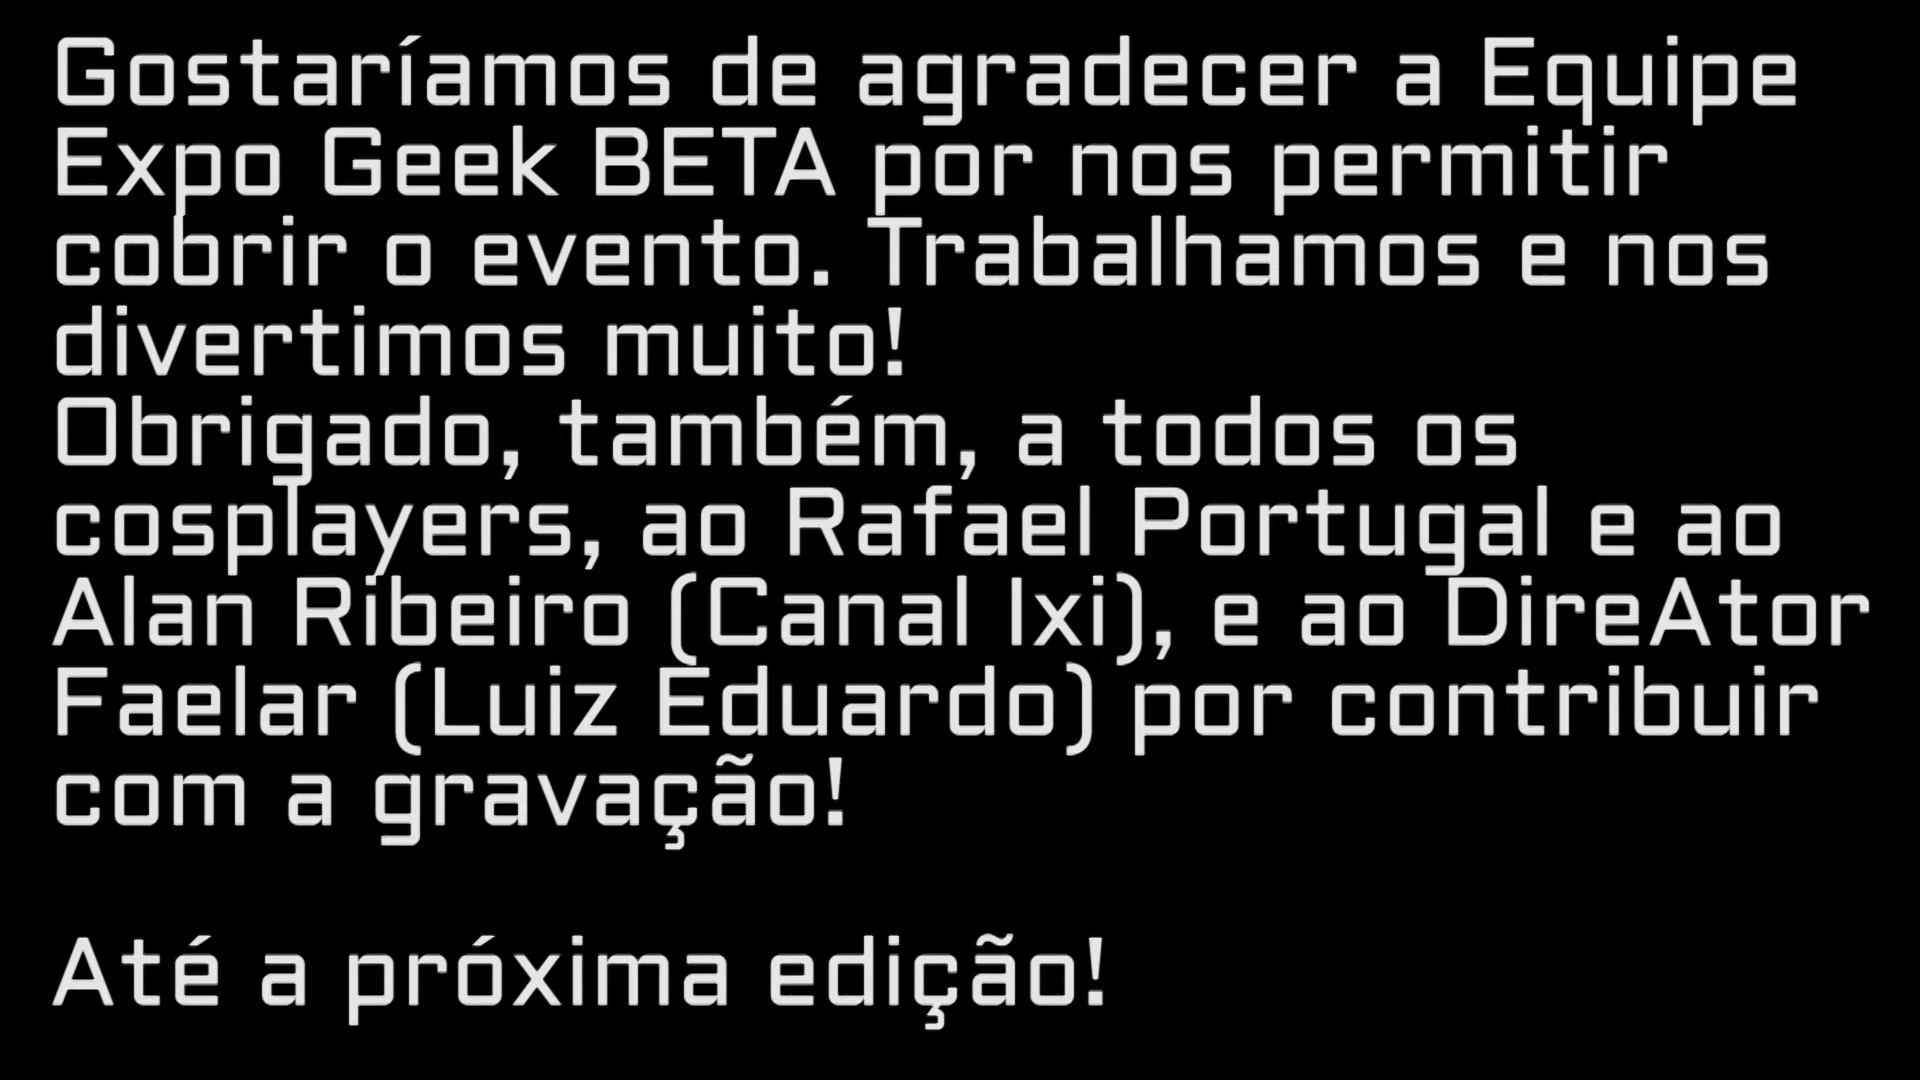 Gostaríamos de agradecer a Equipe
Expo Geek BETA por nos permitir
cobrir o evento. Trabalhamos e nos
divertimos muito!
Obrigado, também, a todos os
cosplayers, ao Rafael Portugal e ao
Alan Ribeiro (Canal Ixi), e ao DireAtor
Faelar (Luiz Eduardo) por contribuir
com a gravação!
Até a próxima edição!